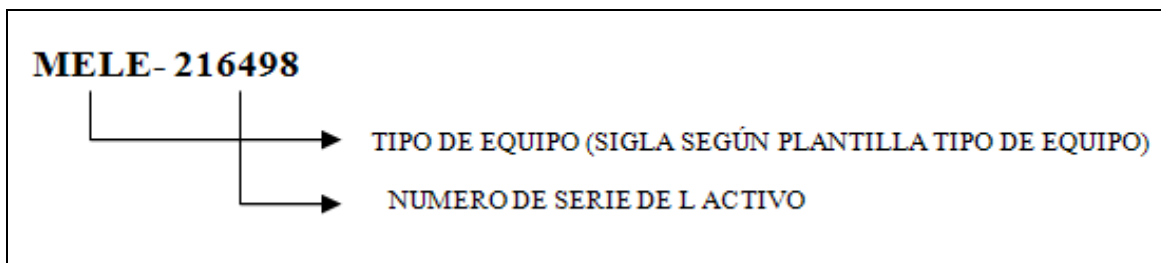 MELE- 216498
TIPO DE EQUIPO (SIGLA SEGÚN PLANTILLA TIPO DE EQUIPO)
NUMERO DE SERIE DE L ACTIVO